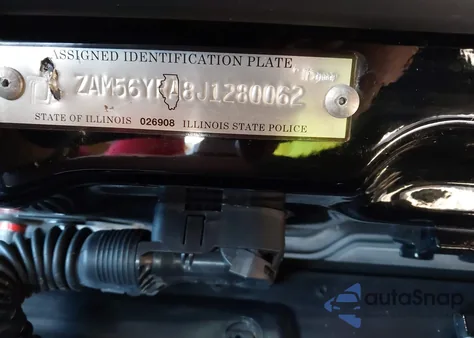 ASSIGNED IDENTIFICATION PLATE
ZAM56YRA8J1280062
STATE OF ILLINOIS 026908 ILLINOIS STATE POLICE
autoSnap